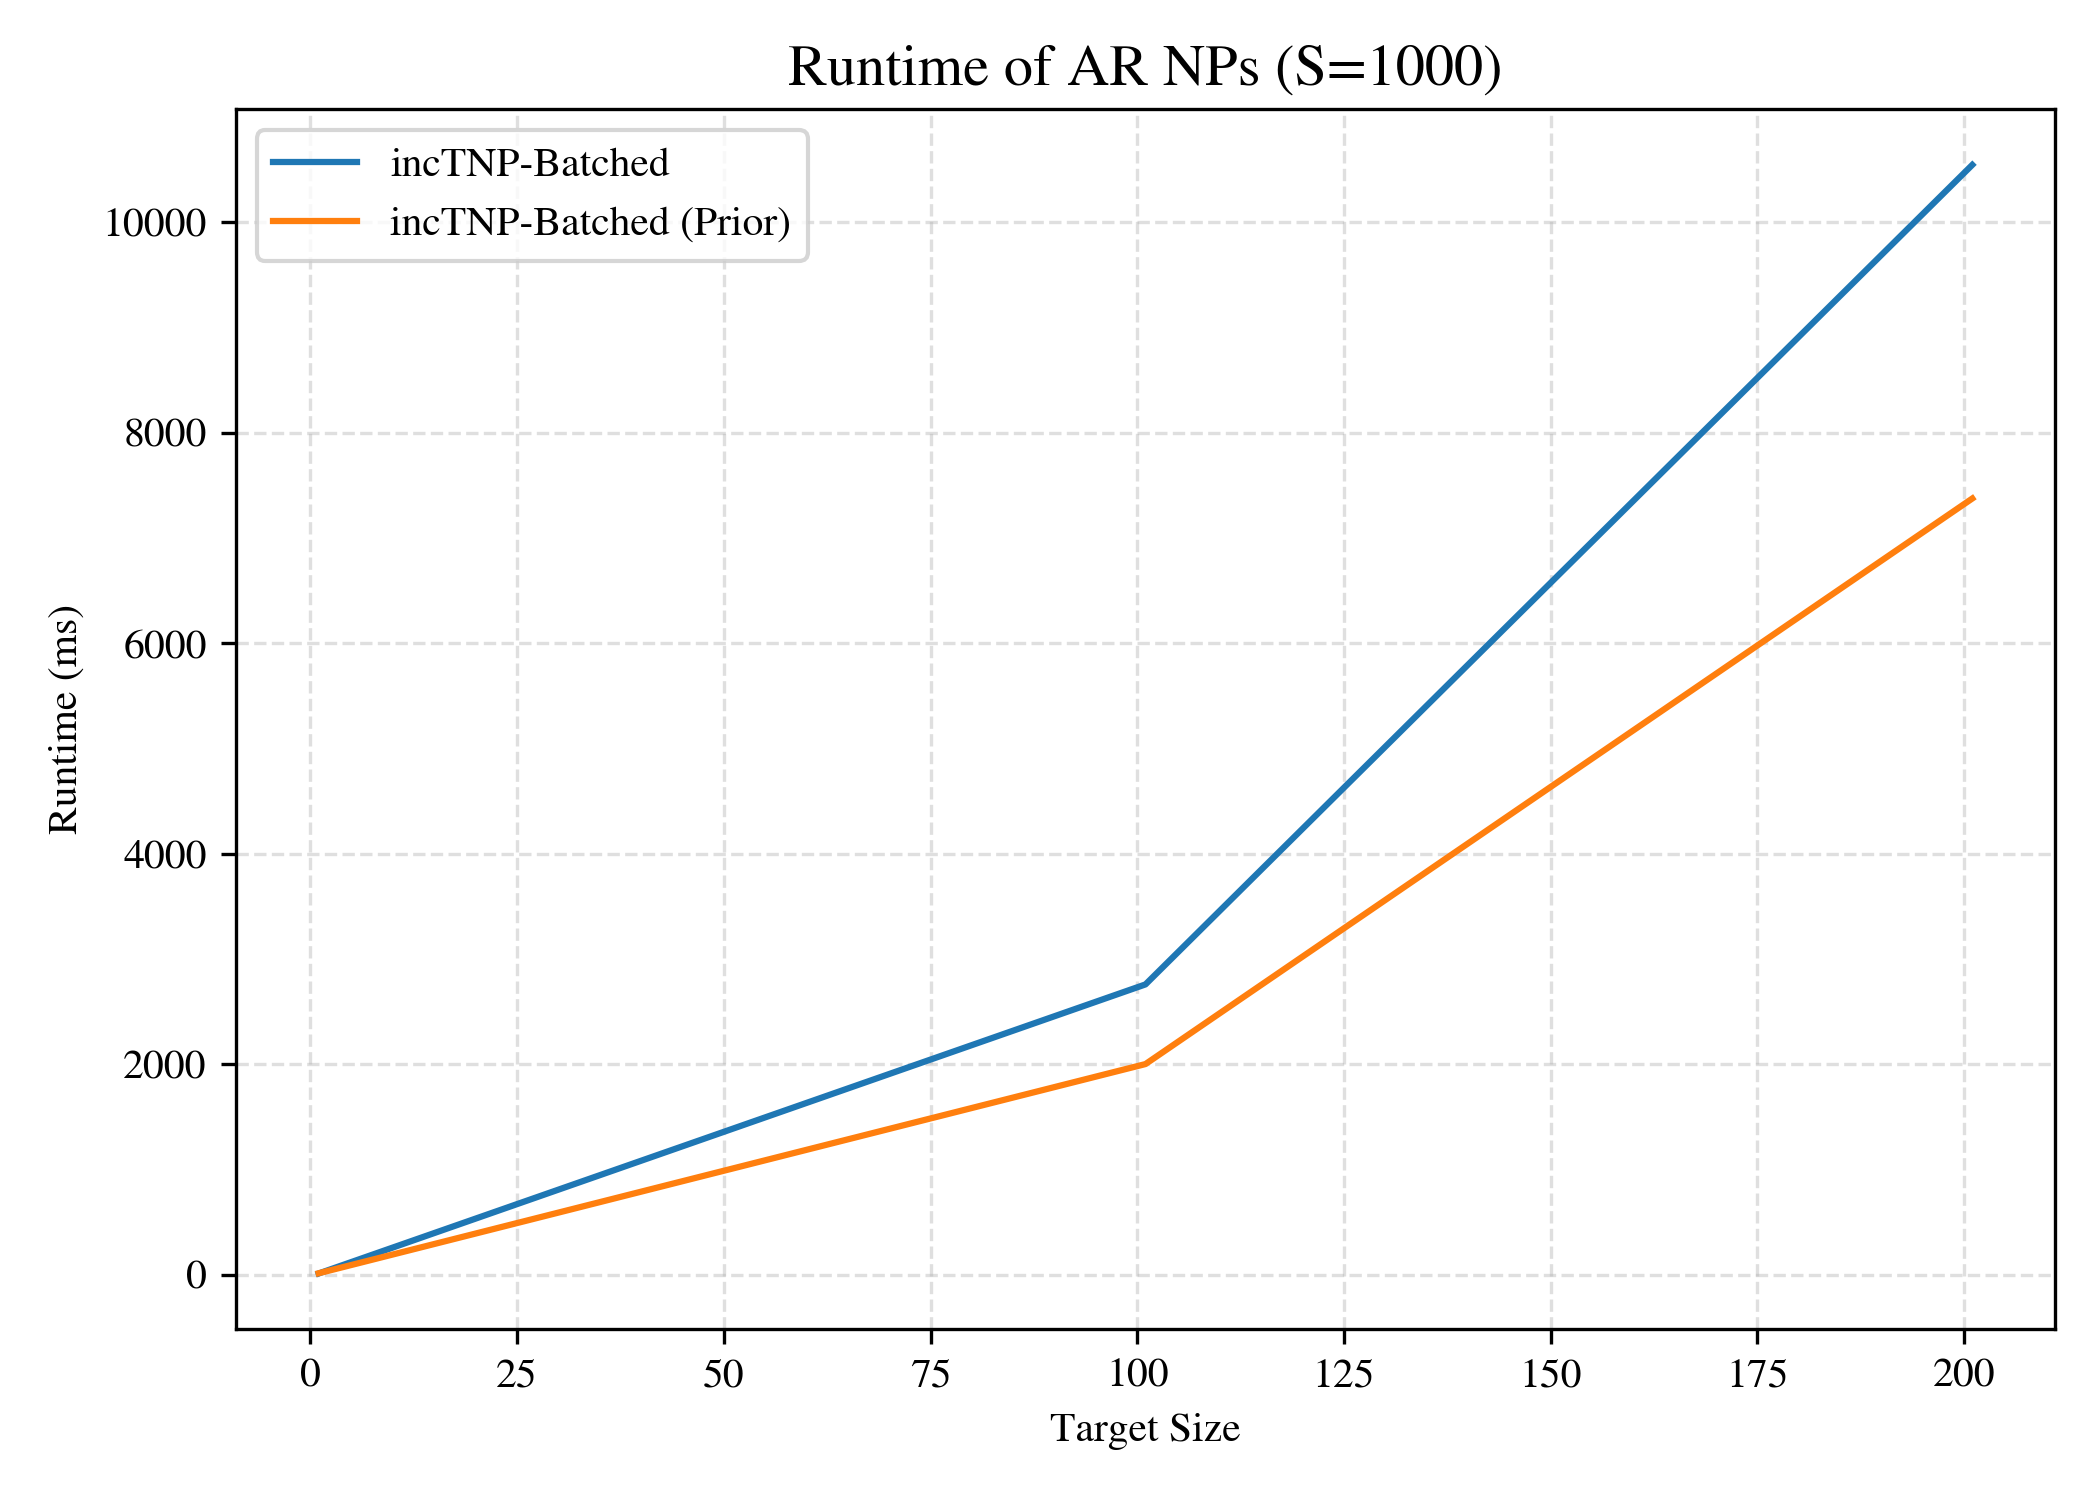 Runtime of AR NPs (S=1000)
incTNP-Batched
incTNP-Batched (Prior)
10000
8000
6000
4000
2000
0
Runtime (ms)
0 25 50 75 100 125 150 175 200
Target Size